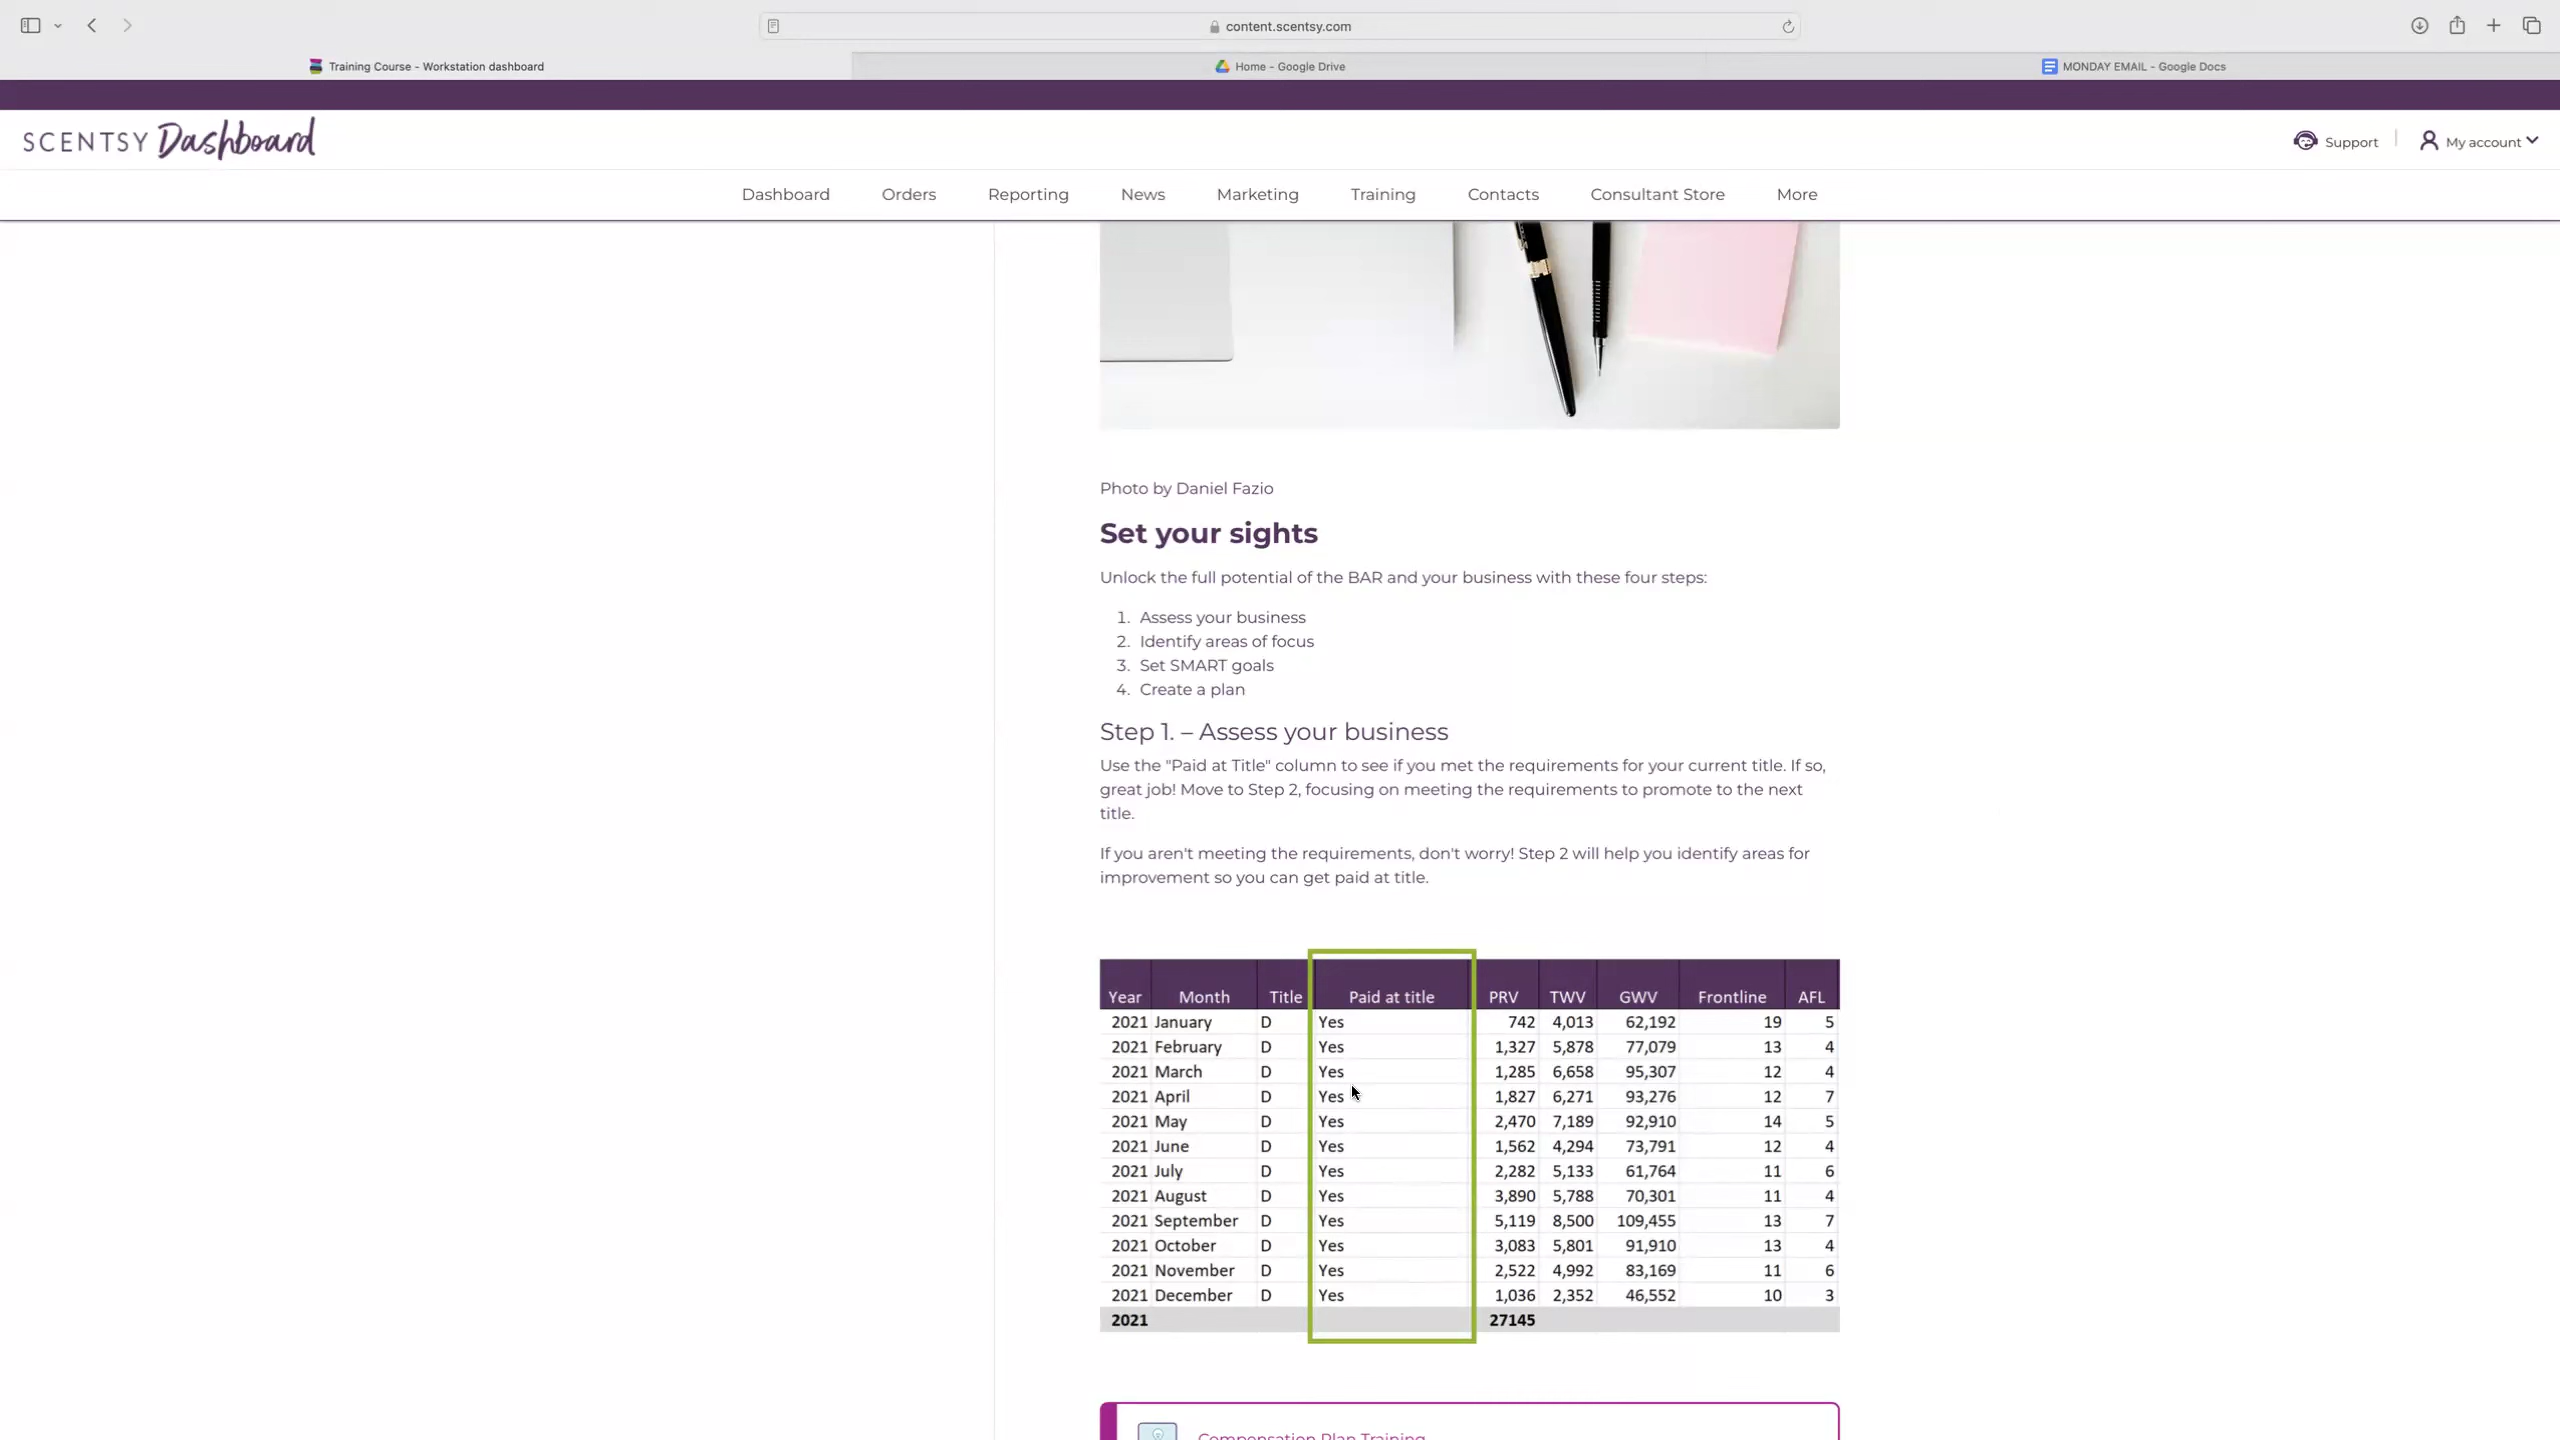 content.scentsy.com
Training Course - Workstation dashboard
Home - Google Drive
MONDAY EMAIL - Google Docs
SCENTSY Dashboard
Support
My account
Dashboard Orders Reporting News Marketing Training Contacts Consultant Store More
Photo by Daniel Fazio
Set your sights
Unlock the full potential of the BAR and your business with these four steps:
1. Assess your business
2. Identify areas of focus
3. Set SMART goals
4. Create a plan
Step 1. – Assess your business
Use the "Paid at Title" column to see if you met the requirements for your current title. If so,
great job! Move to Step 2, focusing on meeting the requirements to promote to the next
title.
If you aren't meeting the requirements, don't worry! Step 2 will help you identify areas for
improvement so you can get paid at title.
Year Month Title Paid at title PRV TWV GWV Frontline AFL
2021 January D Yes 742 4,013 62,192 19 5
2021 February D Yes 1,327 5,878 77,079 13 4
2021 March D Yes 1,285 6,658 95,307 12 4
2021 April D Yes 1,827 6,271 93,276 12 7
2021 May D Yes 2,470 7,189 92,910 14 5
2021 June D Yes 1,562 4,294 73,791 12 4
2021 July D Yes 2,282 5,133 61,764 11 6
2021 August D Yes 3,890 5,788 70,301 11 4
2021 September D Yes 5,119 8,500 109,455 13 7
2021 October D Yes 3,083 5,801 91,910 13 4
2021 November D Yes 2,522 4,992 83,169 11 6
2021 December D Yes 1,036 2,352 46,552 10 3
2021 27145
Compensation Plan Training